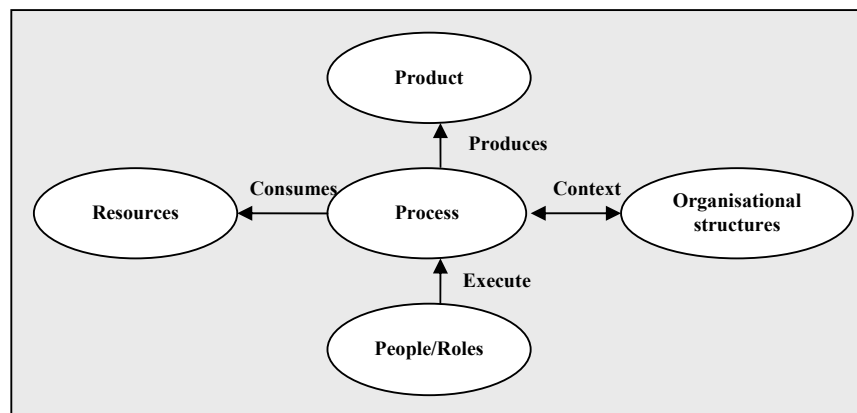 Product
Produces
Consumes
Context
Resources
Process
Organisational
structures
Execute
People/Roles